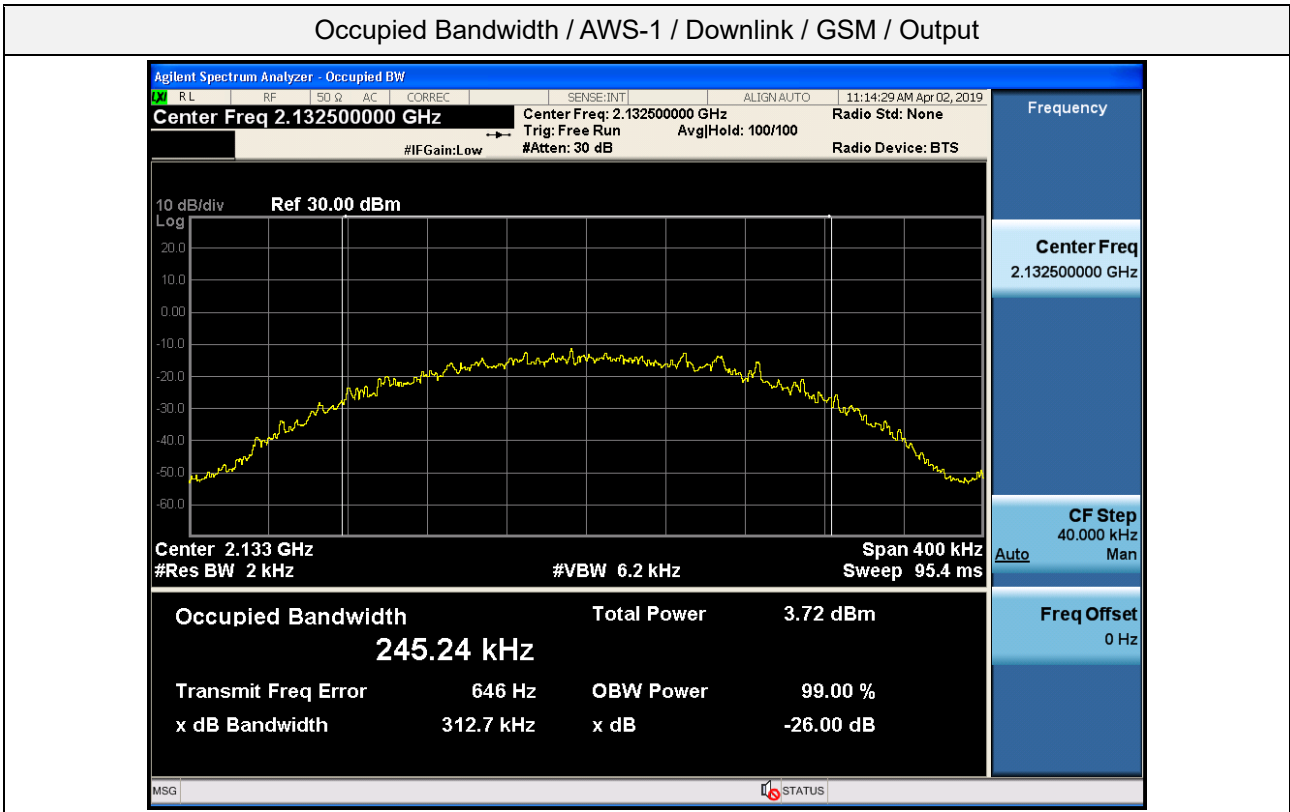 Occupied Bandwidth / AWS-1 / Downlink / GSM / Output
Agilent Spectrum Analyzer - Occupied BW
LXI RL RF 50 Ω AC CORREC SENSE:INT ALIGN AUTO 11:14:29 AM Apr 02, 2019
Center Freq 2.132500000 GHz Center Freq: 2.132500000 GHz Radio Std: None Frequency
Trig: Free Run Avg|Hold: 100/100
#IFGain:Low #Atten: 30 dB Radio Device: BTS
10 dB/div Ref 30.00 dBm
Log
20.0
10.0
0.00
-10.0
-20.0
-30.0
-40.0
-50.0
-60.0
Center Freq
2.132500000 GHz
Center 2.133 GHz Span 400 kHz
#Res BW 2 kHz #VBW 6.2 kHz Sweep 95.4 ms
CF Step
40.000 kHz
Auto Man
Occupied Bandwidth Total Power 3.72 dBm
245.24 kHz
Transmit Freq Error 646 Hz OBW Power 99.00 %
x dB Bandwidth 312.7 kHz x dB -26.00 dB
Freq Offset
0 Hz
MSG STATUS